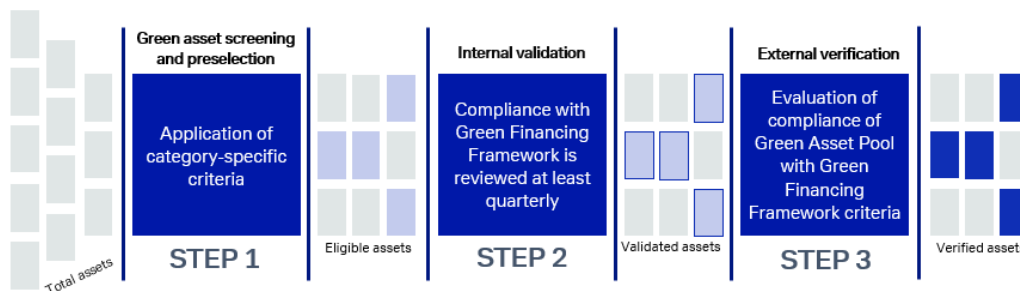 Total assets
Green asset screening
and preselection
Application of
category-specific
criteria
STEP 1
Eligible assets
Internal validation
Compliance with
Green Financing
Framework is
reviewed at least
quarterly
STEP 2
Validated assets
External verification
Evaluation of
compliance of
Green Asset Pool
with Green
Financing
Framework criteria
STEP 3
Verified assets